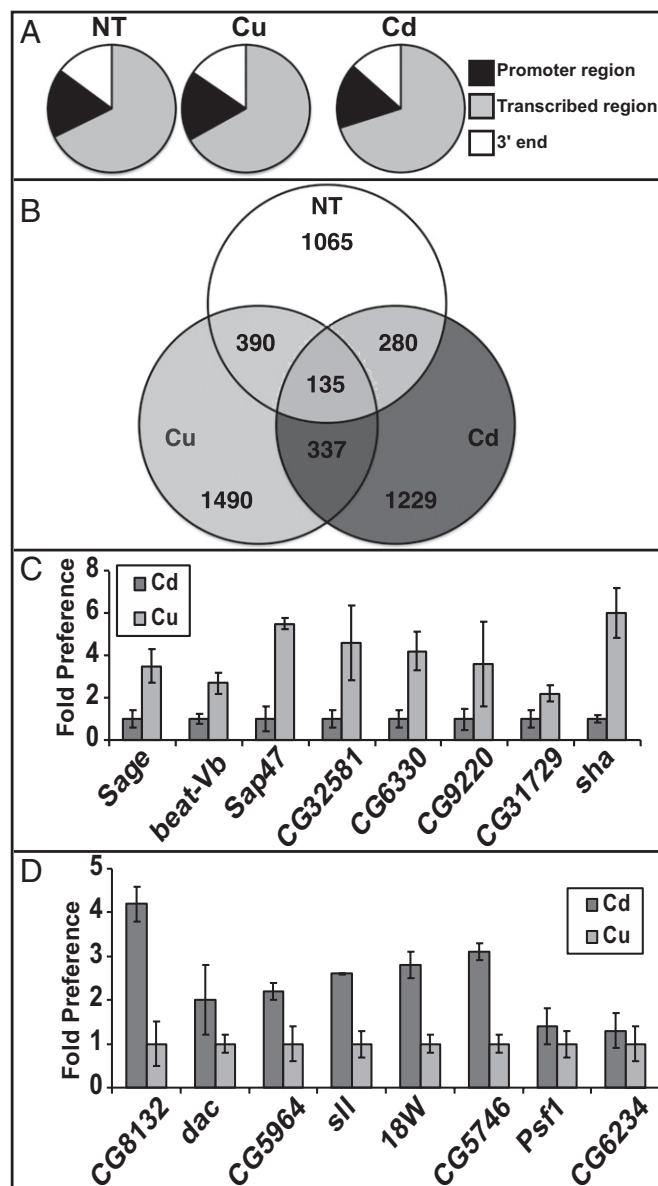 A
NT
Cu
Cd
Promoter region
Transcribed region
3' end
B
NT
1065
390
280
135
Cu
337
Cd
1490
1229
C
Fold Preference
8
6
4
2
0
Cd
Cu
Sage
beat-Vb
Sap47
CG32581
CG6330
CG9220
CG31729
sha
D
Fold Preference
5
4
3
2
1
0
Cd
Cu
CG8132
dac
CG5964
sll
18W
CG5746
Psf1
CG6234